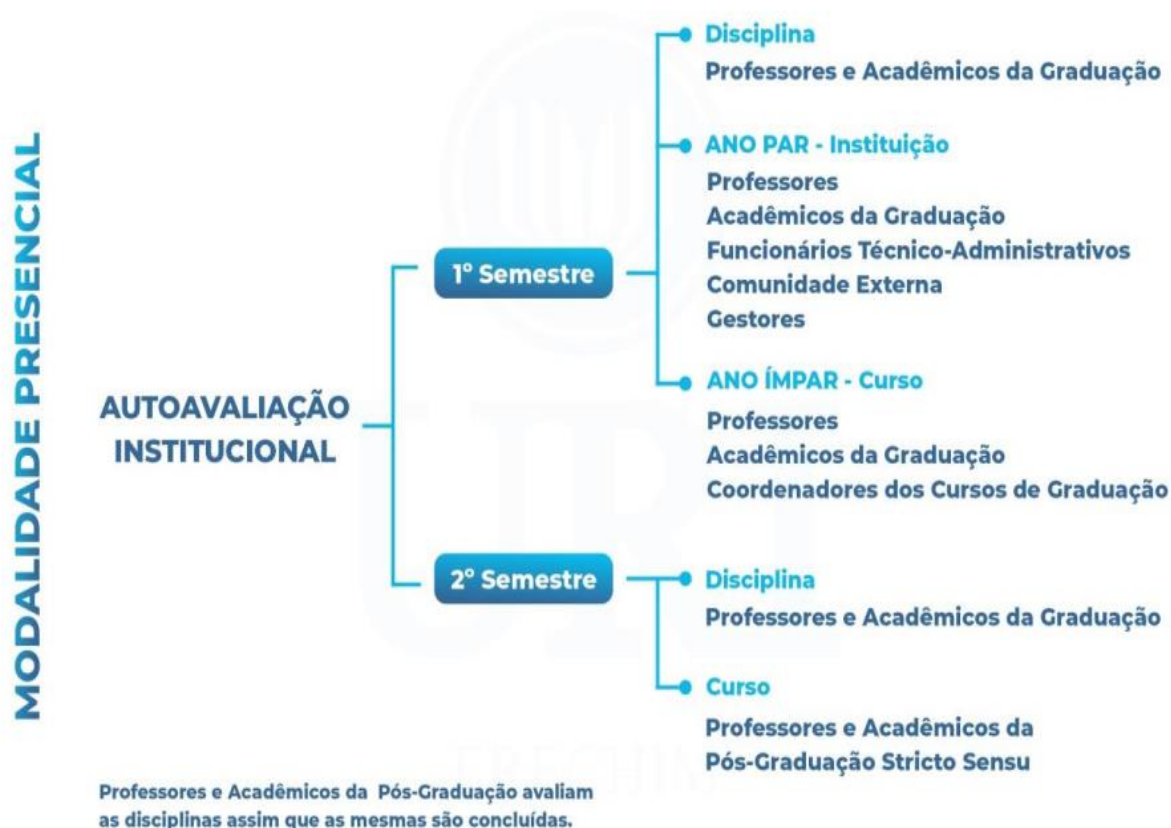 MODALIDADE PRESENCIAL
AUTOAVALIAÇÃO
INSTITUCIONAL
1º Semestre
Disciplina
Professores e Acadêmicos da Graduação
ANO PAR - Instituição
Professores
Acadêmicos da Graduação
Funcionários Técnico-Administrativos
Comunidade Externa
Gestores
ANO ÍMPAR - Curso
Professores
Acadêmicos da Graduação
Coordenadores dos Cursos de Graduação
2º Semestre
Disciplina
Professores e Acadêmicos da Graduação
Curso
Professores e Acadêmicos da
Pós-Graduação Stricto Sensu
Professores e Acadêmicos da Pós-Graduação avaliam
as disciplinas assim que as mesmas são concluídas.
URI
ERECHIM